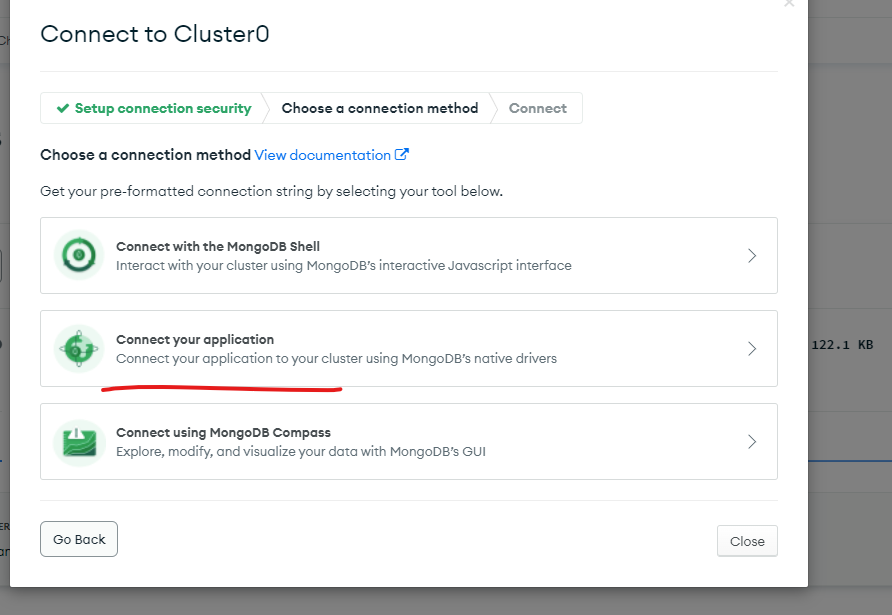 Connect to Cluster0
Setup connection security
Choose a connection method
Connect
Choose a connection method View documentation
Get your pre-formatted connection string by selecting your tool below.
Connect with the MongoDB Shell
Interact with your cluster using MongoDB’s interactive Javascript interface
Connect your application
Connect your application to your cluster using MongoDB’s native drivers
122.1 KB
Connect using MongoDB Compass
Explore, modify, and visualize your data with MongoDB’s GUI
Go Back
Close